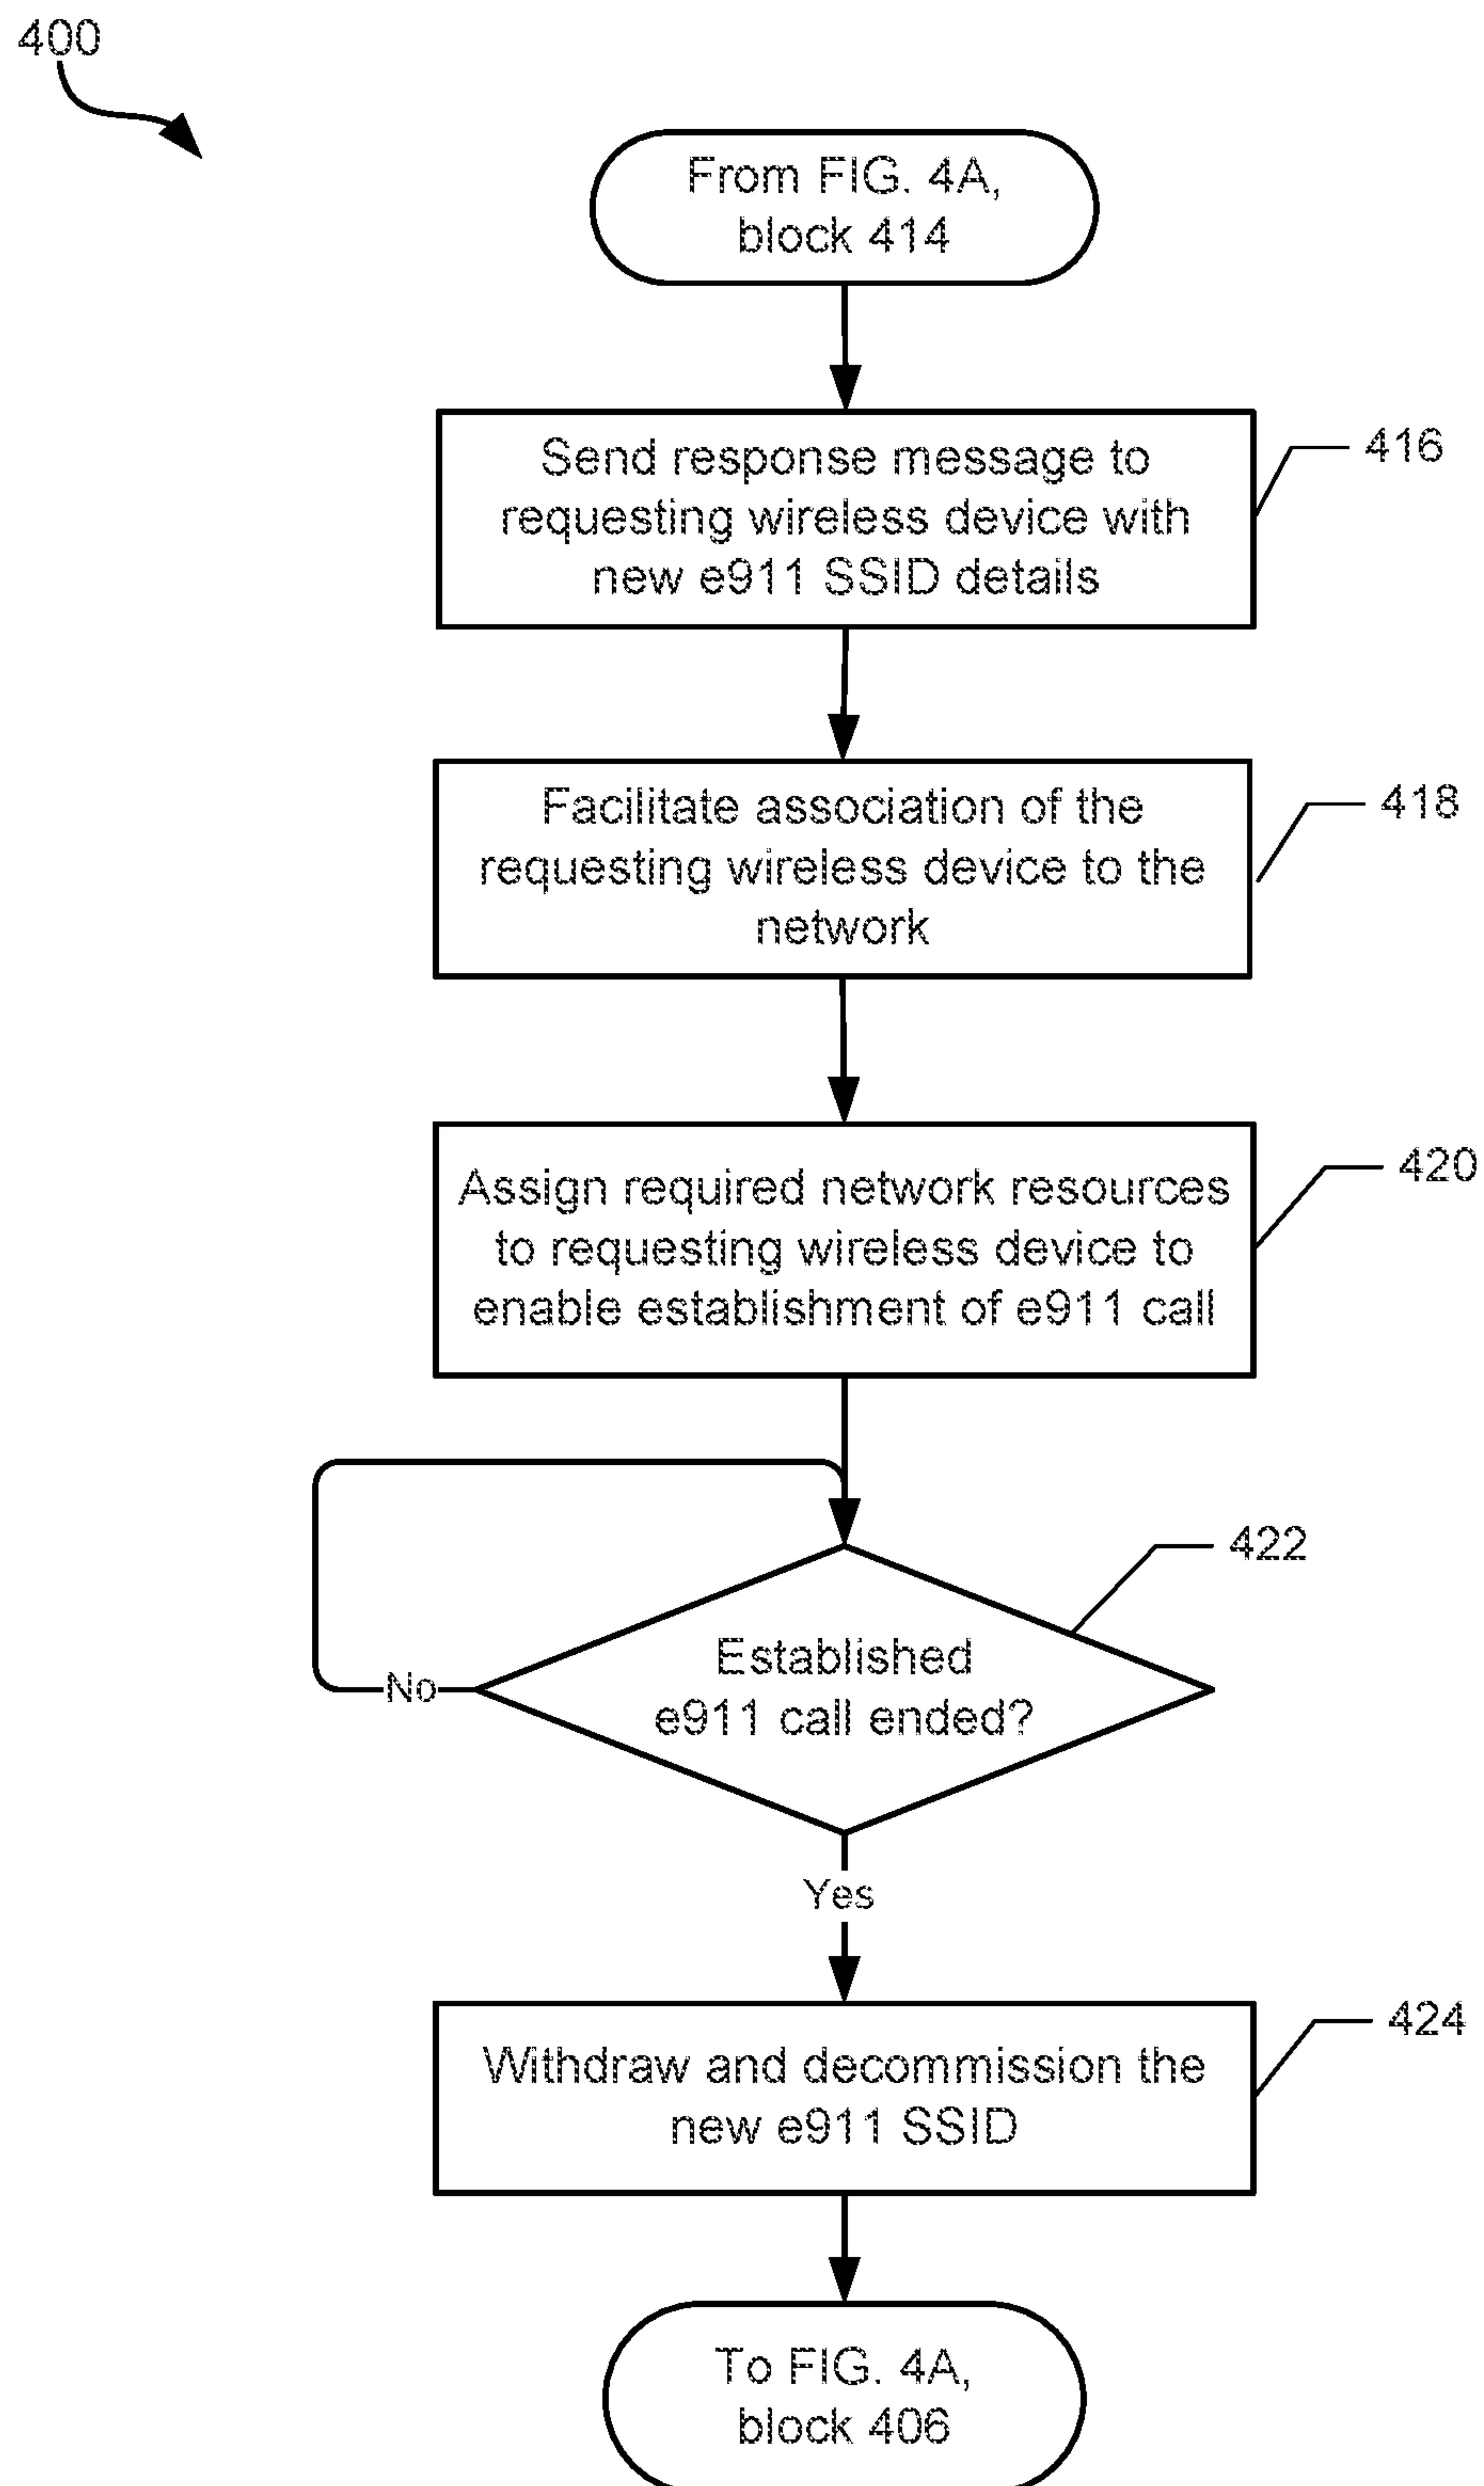 400
From FIG. 4A,
block 414
Send response message to
requesting wireless device with
new e911 SSID details
416
Facilitate association of the
requesting wireless device to the
network
418
Assign required network resources
to requesting wireless device to
enable establishment of e911 call
420
Established
e911 call ended?
422
No
Yes
Withdraw and decommission the
new e911 SSID
424
To FIG. 4A,
block 406